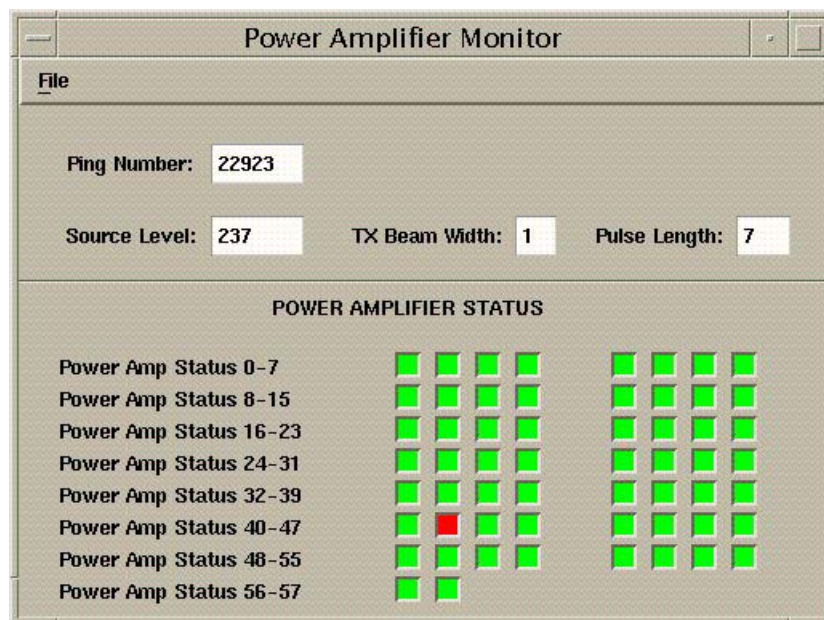 Power Amplifier Monitor
File
Ping Number: 22923
Source Level: 237 TX Beam Width: 1 Pulse Length: 7
POWER AMPLIFIER STATUS
Power Amp Status 0-7
Power Amp Status 8-15
Power Amp Status 16-23
Power Amp Status 24-31
Power Amp Status 32-39
Power Amp Status 40-47
Power Amp Status 48-55
Power Amp Status 56-57